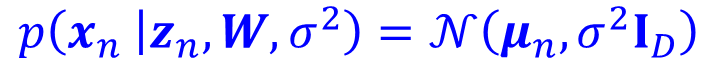 p(𝒙ₙ |𝒛ₙ, 𝑾, σ²) = 𝒩(𝝁ₙ, σ²𝐈_D)